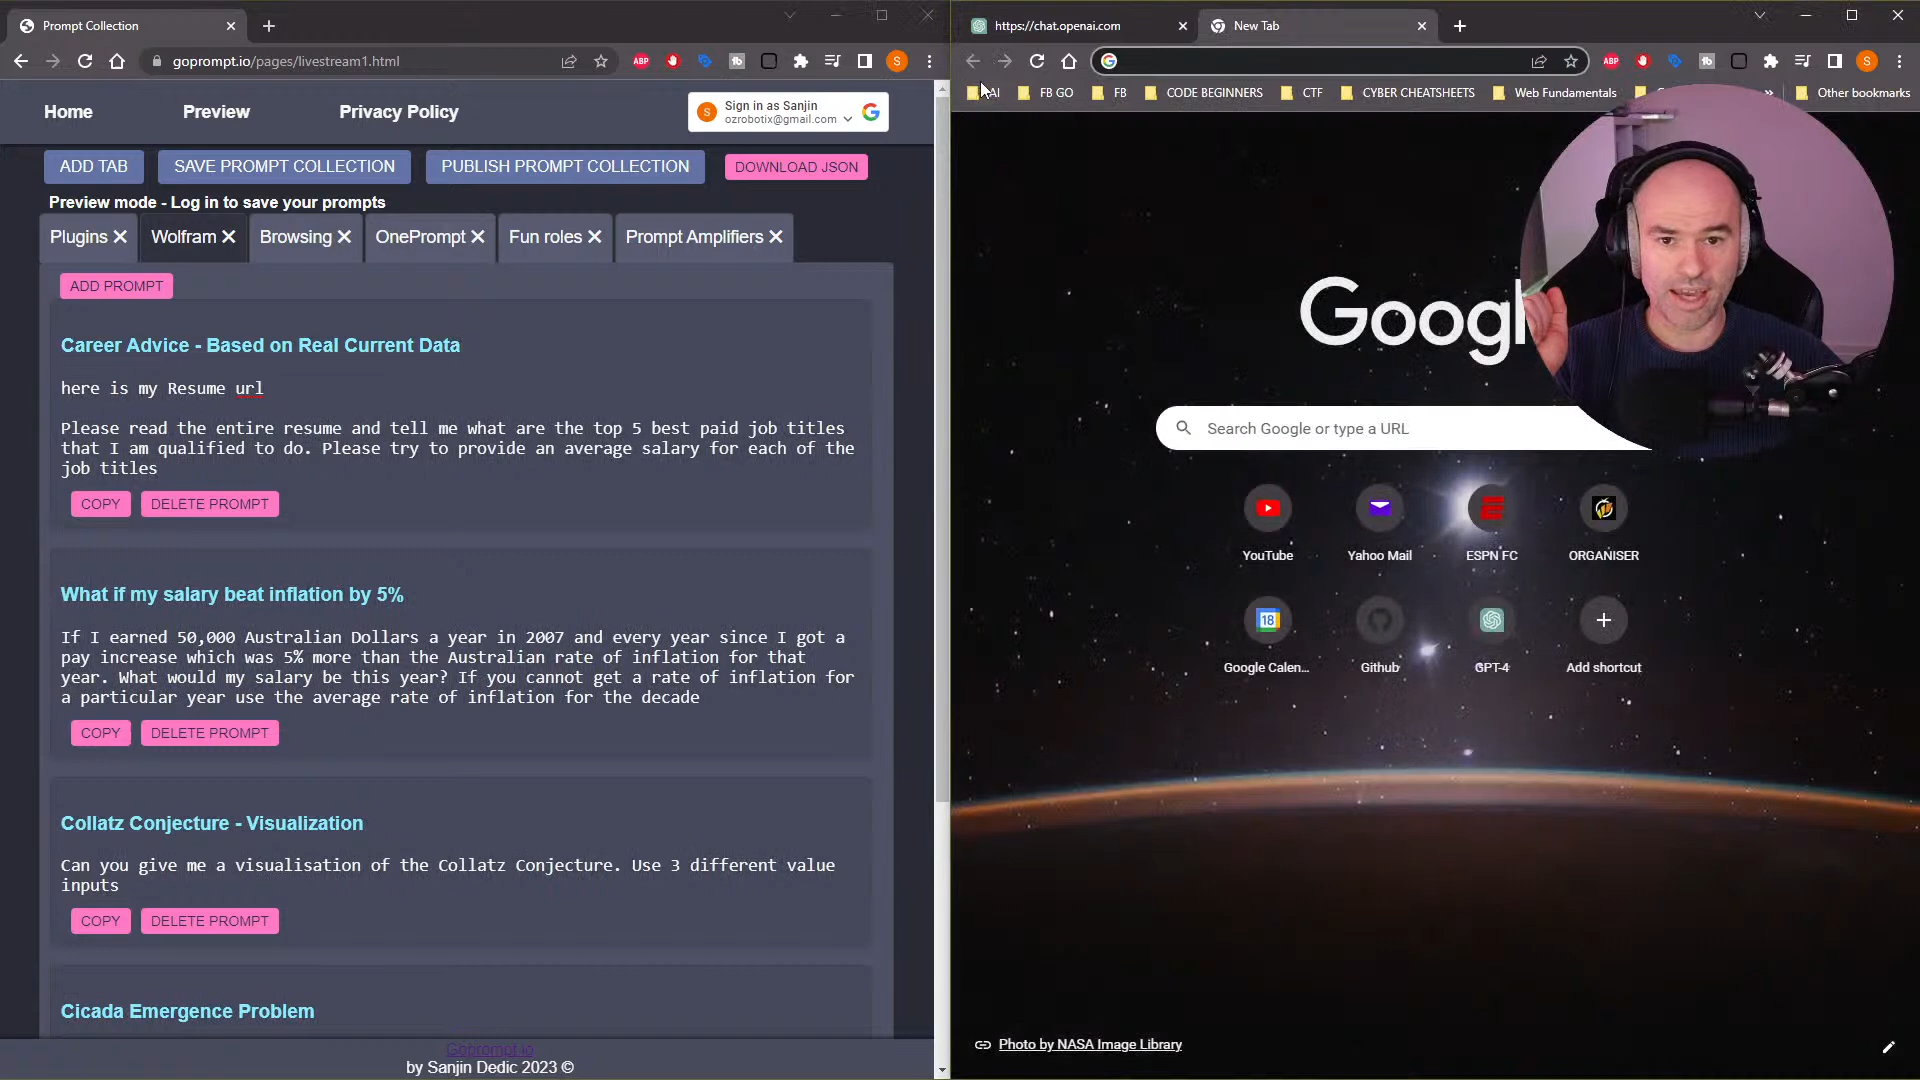 Prompt Collection
goprompt.io/pages/livestream1.html
Home
Preview
Privacy Policy
Sign in as Sanjin
ozrobotix@gmail.com
ADD TAB
SAVE PROMPT COLLECTION
PUBLISH PROMPT COLLECTION
DOWNLOAD JSON
Preview mode - Log in to save your prompts
Plugins
Wolfram
Browsing
OnePrompt
Fun roles
Prompt Amplifiers
ADD PROMPT
Career Advice - Based on Real Current Data
here is my Resume url
Please read the entire resume and tell me what are the top 5 best paid job titles
that I am qualified to do. Please try to provide an average salary for each of the
job titles
COPY
DELETE PROMPT
What if my salary beat inflation by 5%
If I earned 50,000 Australian Dollars a year in 2007 and every year since I got a
pay increase which was 5% more than the Australian rate of inflation for that
year. What would my salary be this year? If you cannot get a rate of inflation for
a particular year use the average rate of inflation for the decade
COPY
DELETE PROMPT
Collatz Conjecture - Visualization
Can you give me a visualisation of the Collatz Conjecture. Use 3 different value
inputs
COPY
DELETE PROMPT
Cicada Emergence Problem
Goprompt.io
by Sanjin Dedic 2023 ©
https://chat.openai.com
New Tab
ABP
S
AI
FB GO
FB
CODE BEGINNERS
CTF
CYBER CHEATSHEETS
Web Fundamentals
Other bookmarks
Googl
Search Google or type a URL
YouTube
Yahoo Mail
ESPN FC
ORGANISER
18
Google Calen...
Github
GPT-4
Add shortcut
Photo by NASA Image Library